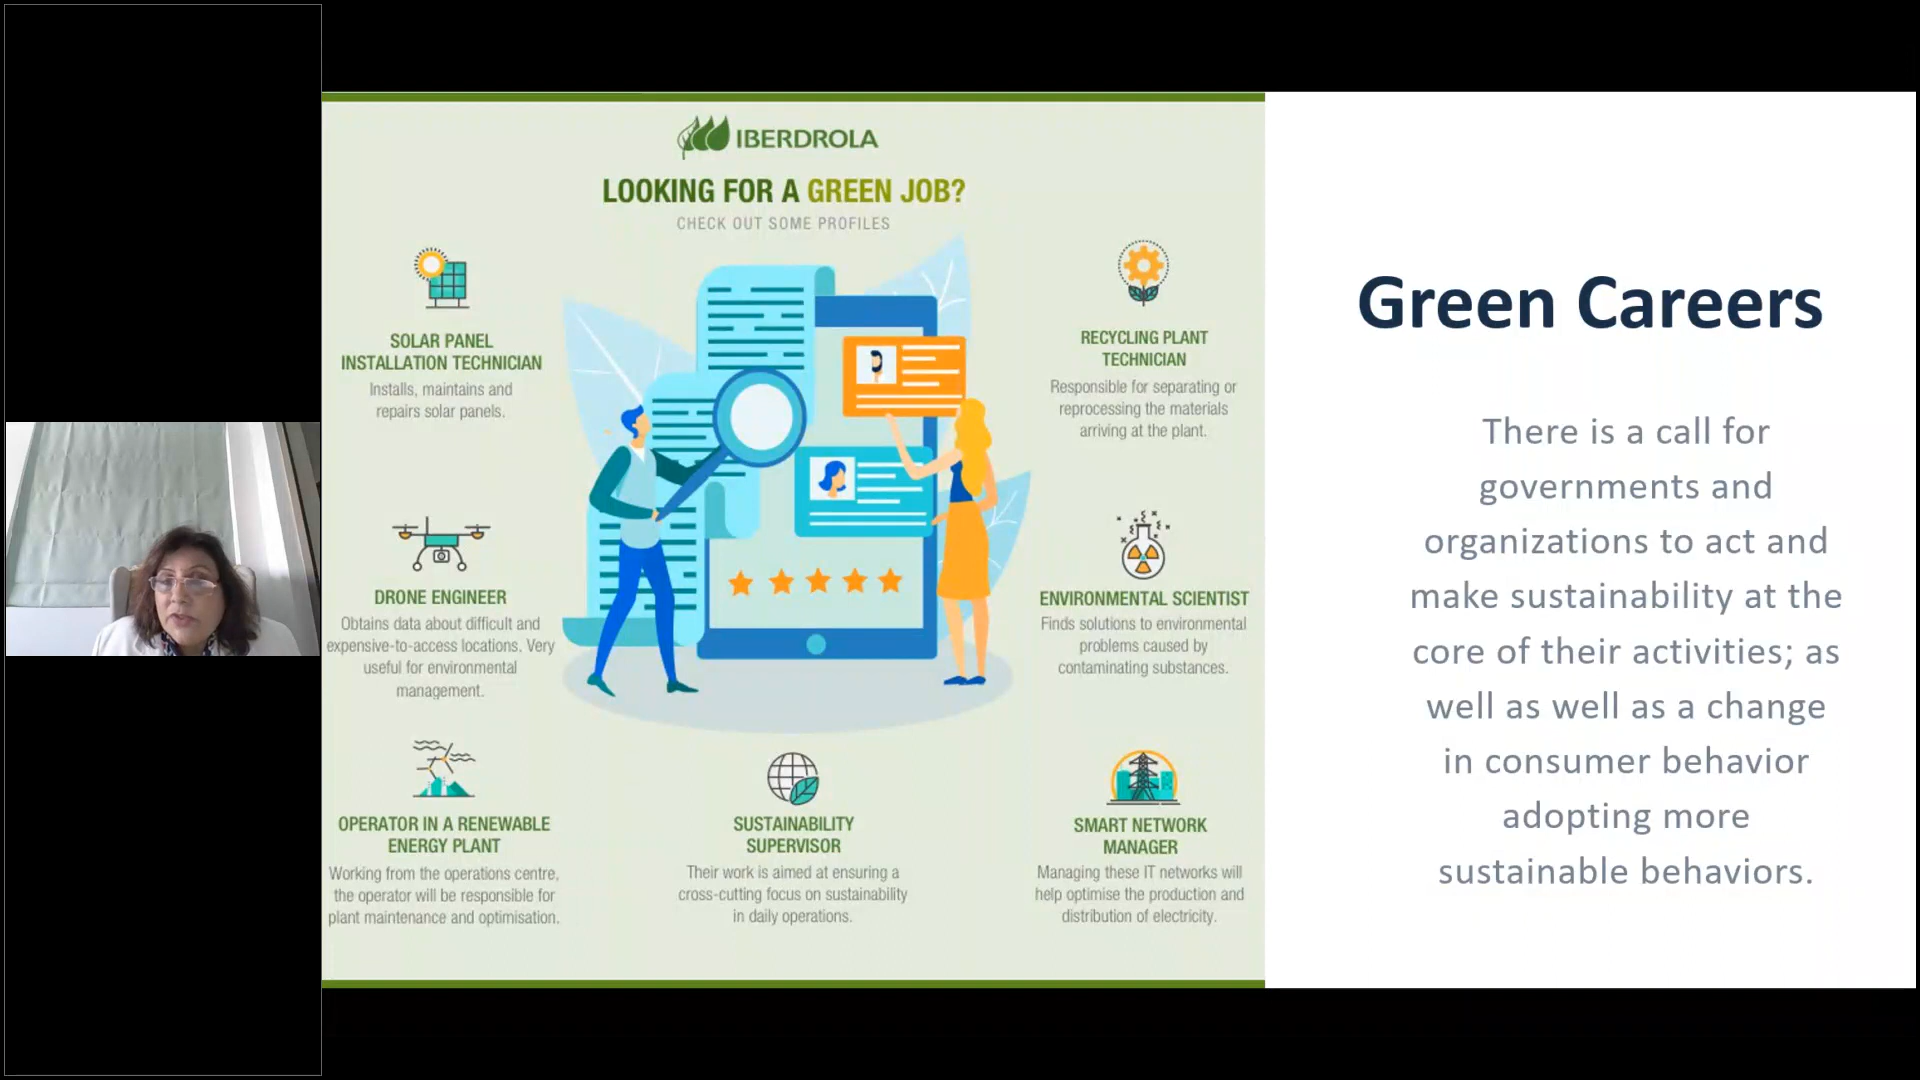 IBERDROLA
LOOKING FOR A GREEN JOB?
CHECK OUT SOME PROFILES
SOLAR PANEL
INSTALLATION TECHNICIAN
Installs, maintains and
repairs solar panels.
DRONE ENGINEER
Obtains data about difficult and
expensive-to-access locations. Very
useful for environmental
management.
OPERATOR IN A RENEWABLE
ENERGY PLANT
Working from the operations centre,
the operator will be responsible for
plant maintenance and optimisation.
SUSTAINABILITY
SUPERVISOR
Their work is aimed at ensuring a
cross-cutting focus on sustainability
in daily operations.
RECYCLING PLANT
TECHNICIAN
Responsible for separating or
reprocessing the materials
arriving at the plant.
ENVIRONMENTAL SCIENTIST
Finds solutions to environmental
problems caused by
contaminating substances.
SMART NETWORK
MANAGER
Managing these IT networks will
help optimise the production and
distribution of electricity.
Green Careers
There is a call for
governments and
organizations to act and
make sustainability at the
core of their activities; as
well as well as a change
in consumer behavior
adopting more
sustainable behaviors.